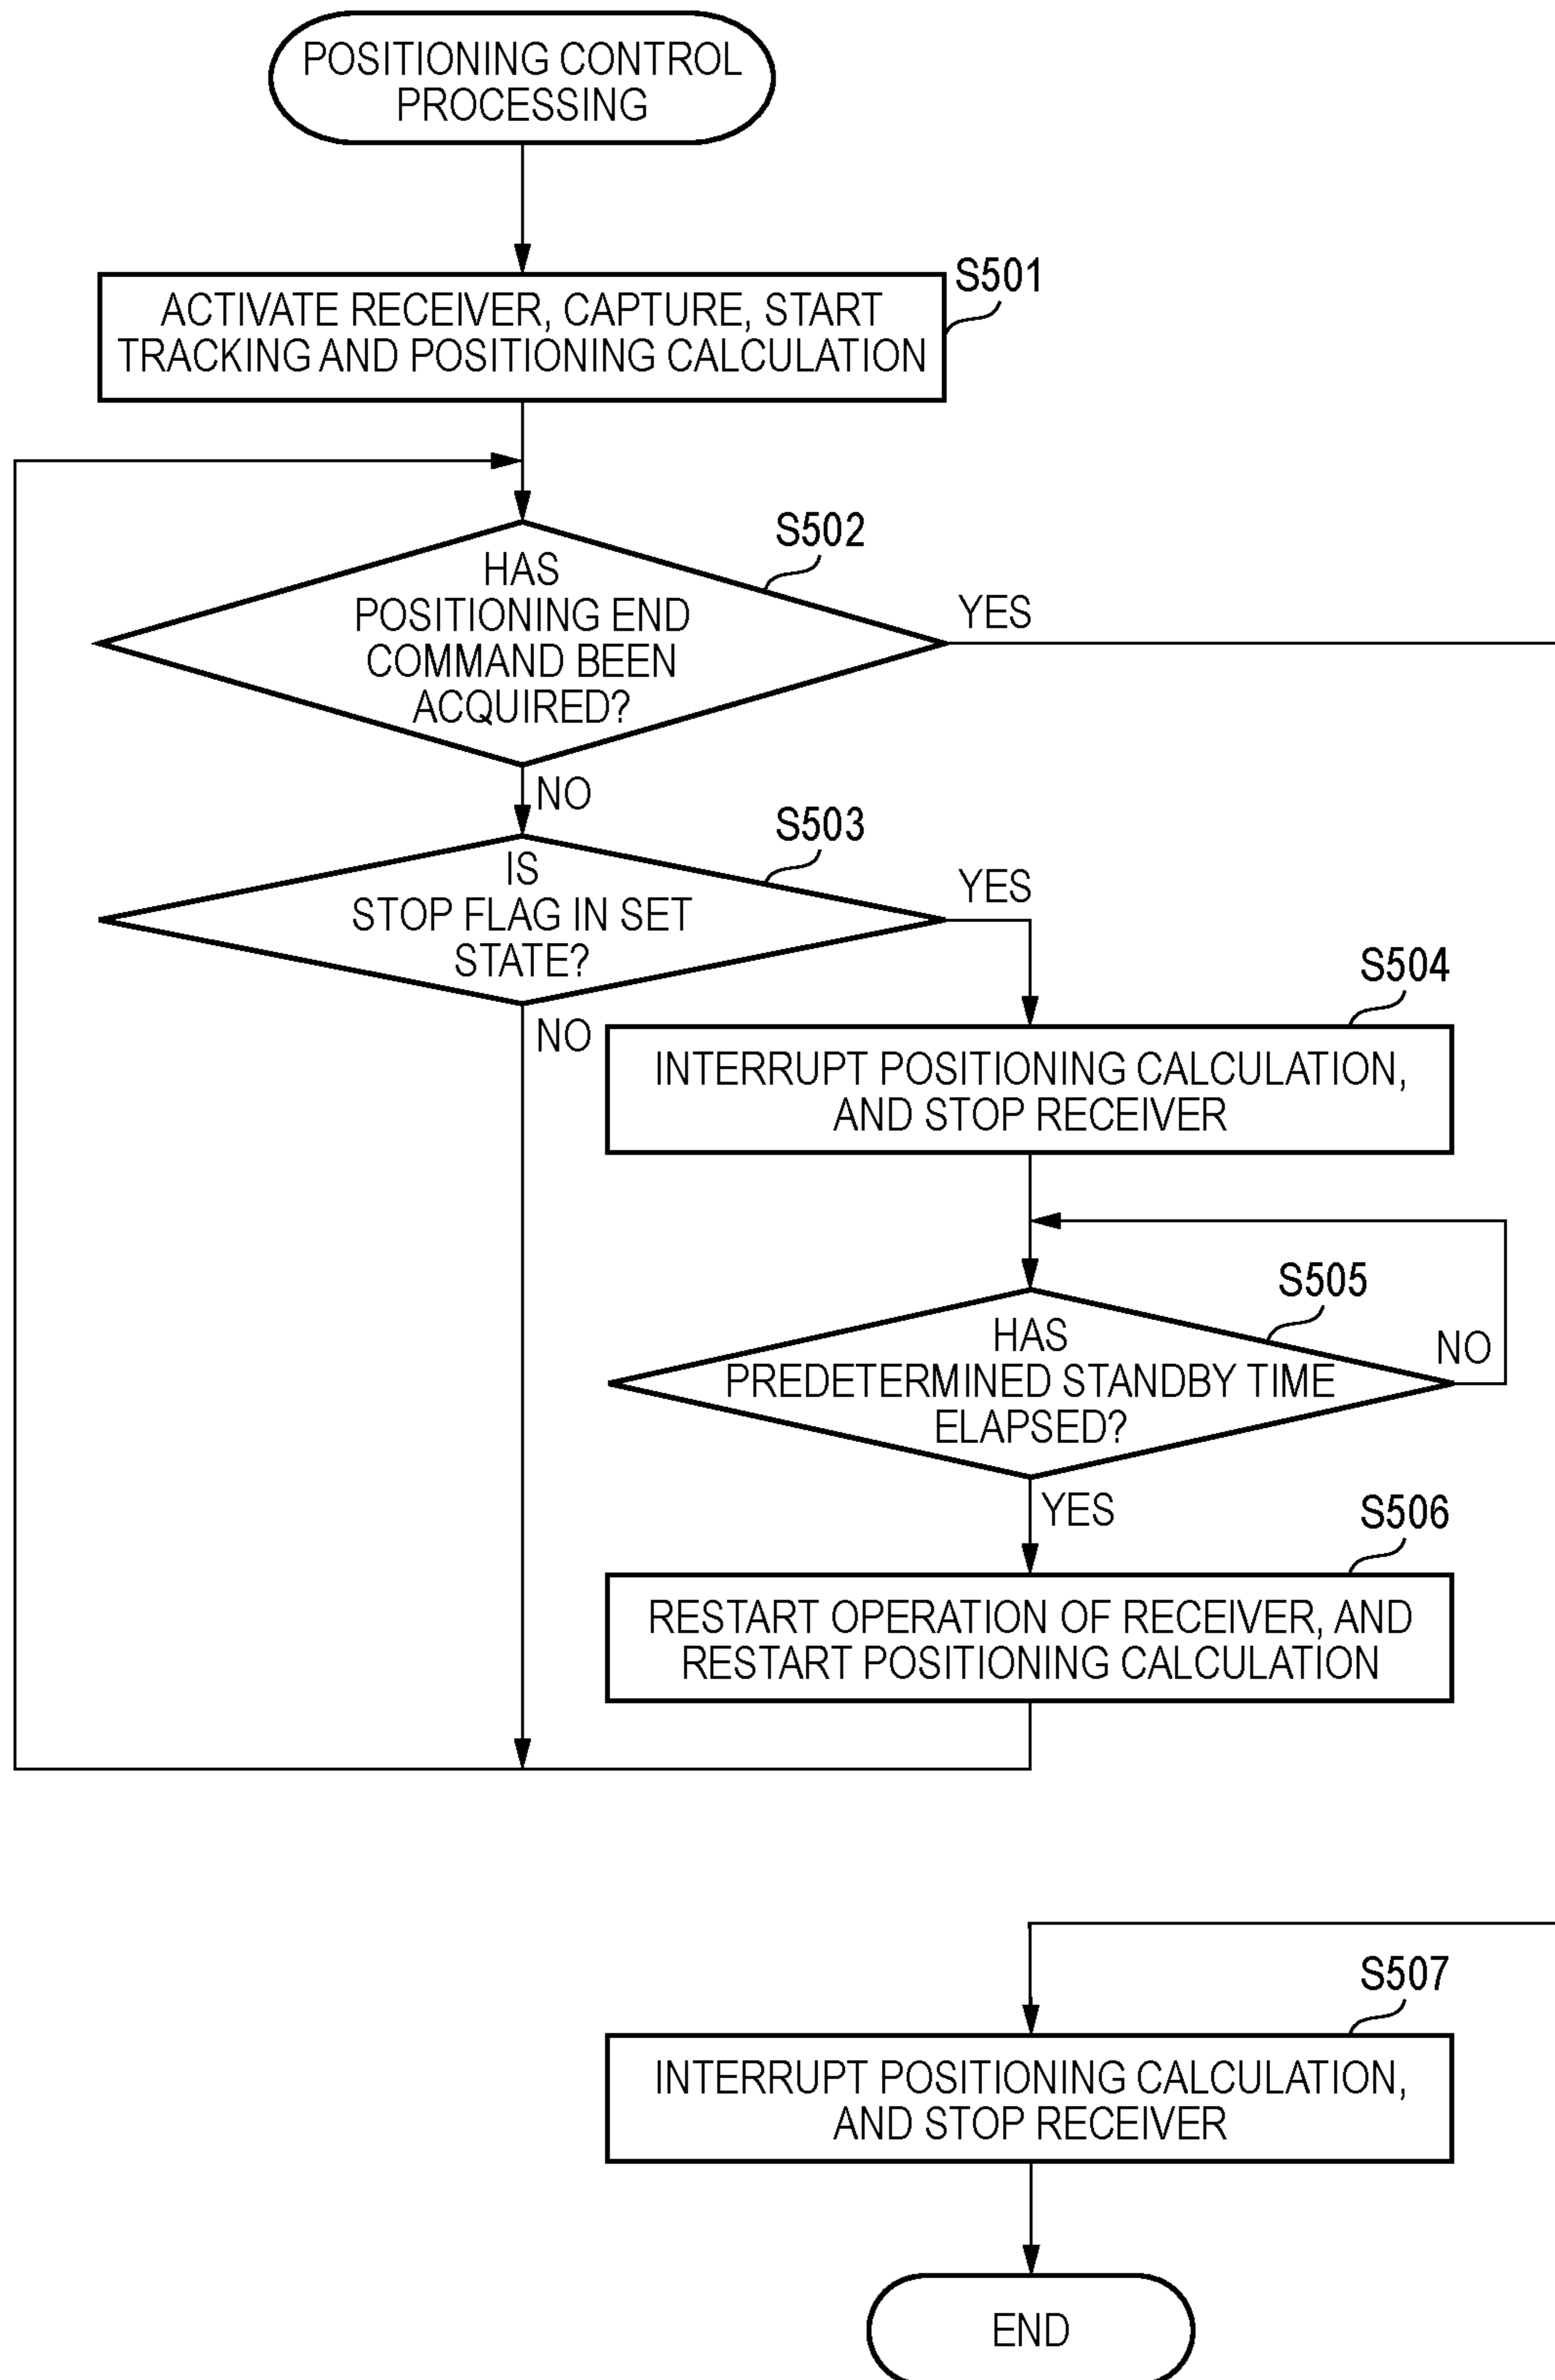 POSITIONING CONTROL
PROCESSING
S501
ACTIVATE RECEIVER, CAPTURE, START
TRACKING AND POSITIONING CALCULATION
S502
HAS
POSITIONING END
COMMAND BEEN
ACQUIRED?
YES
NO
S503
IS
STOP FLAG IN SET
STATE?
YES
NO
S504
INTERRUPT POSITIONING CALCULATION,
AND STOP RECEIVER
S505
HAS
PREDETERMINED STANDBY TIME
ELAPSED?
NO
YES
S506
RESTART OPERATION OF RECEIVER, AND
RESTART POSITIONING CALCULATION
S507
INTERRUPT POSITIONING CALCULATION,
AND STOP RECEIVER
END